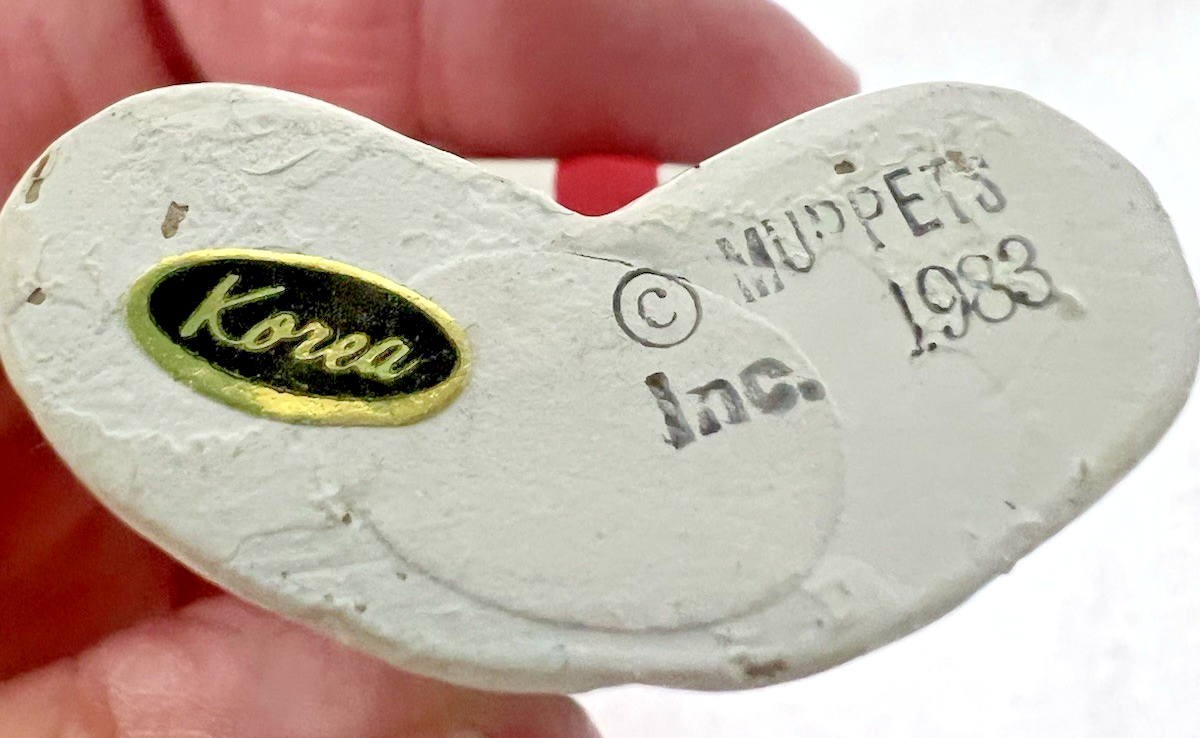 Korea
© MUPPETS
Inc. 1983